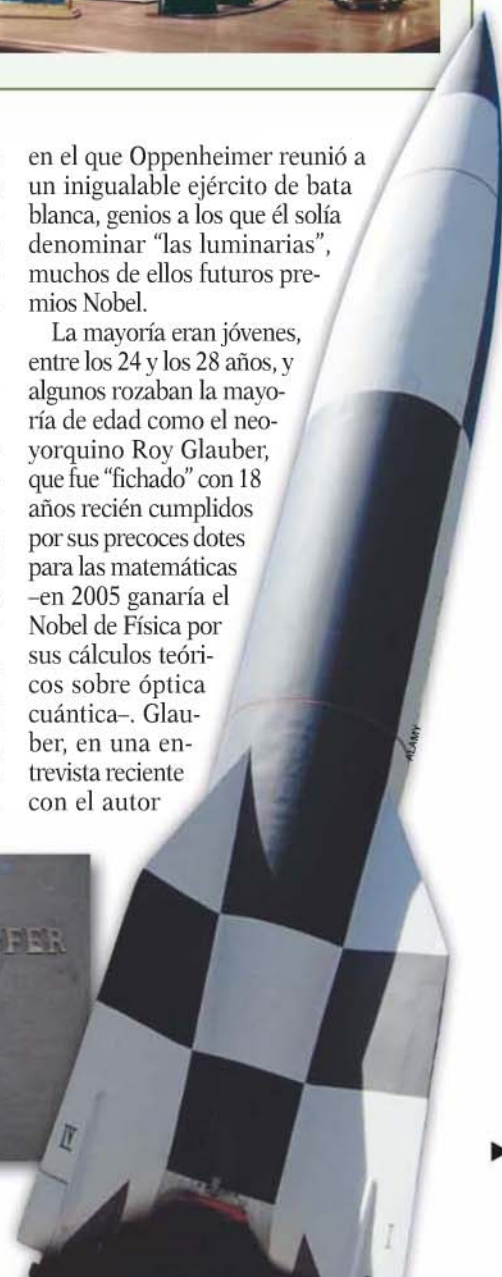 en el que Oppenheimer reunió a
un inigualable ejército de bata
blanca, genios a los que él solía
denominar “las luminarias”,
muchos de ellos futuros pre-
mios Nobel.
La mayoría eran jóvenes,
entre los 24 y los 28 años, y
algunos rozaban la mayo-
ría de edad como el neo-
yorquino Roy Glauber,
que fue “fichado” con 18
años recién cumplidos
por sus precoces dotes
para las matemáticas
–en 2005 ganaría el
Nobel de Física por
sus cálculos teóri-
cos sobre óptica
cuántica–. Glau-
ber, en una en-
trevista reciente
con el autor
ALAMY
FFER
IV
I